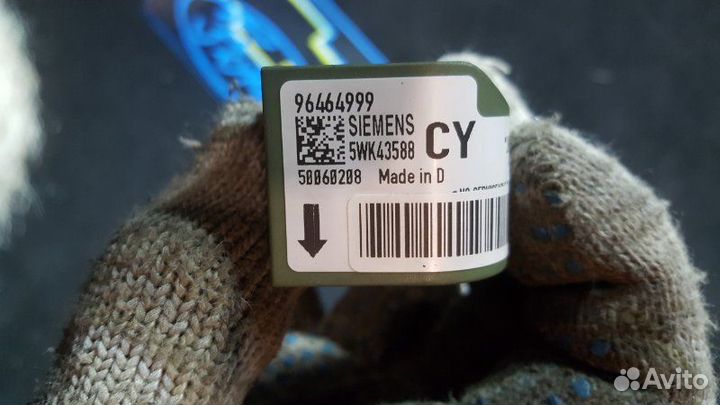 96464999
SIEMENS
5WK43588
CY
50060208 Made in D
Avito